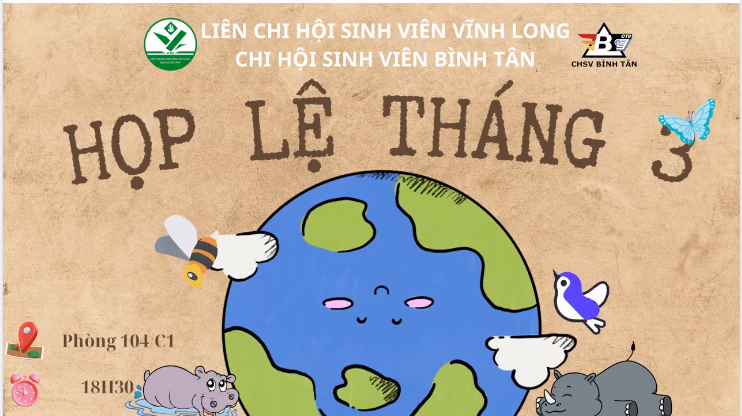 LIÊN CHI HỘI SINH VIÊN VĨNH LONG
CHI HỘI SINH VIÊN BÌNH TÂN
B
CTU
CHSV BÌNH TÂN
HỌP LỆ THÁNG 3
Phòng 104/C1
18H30